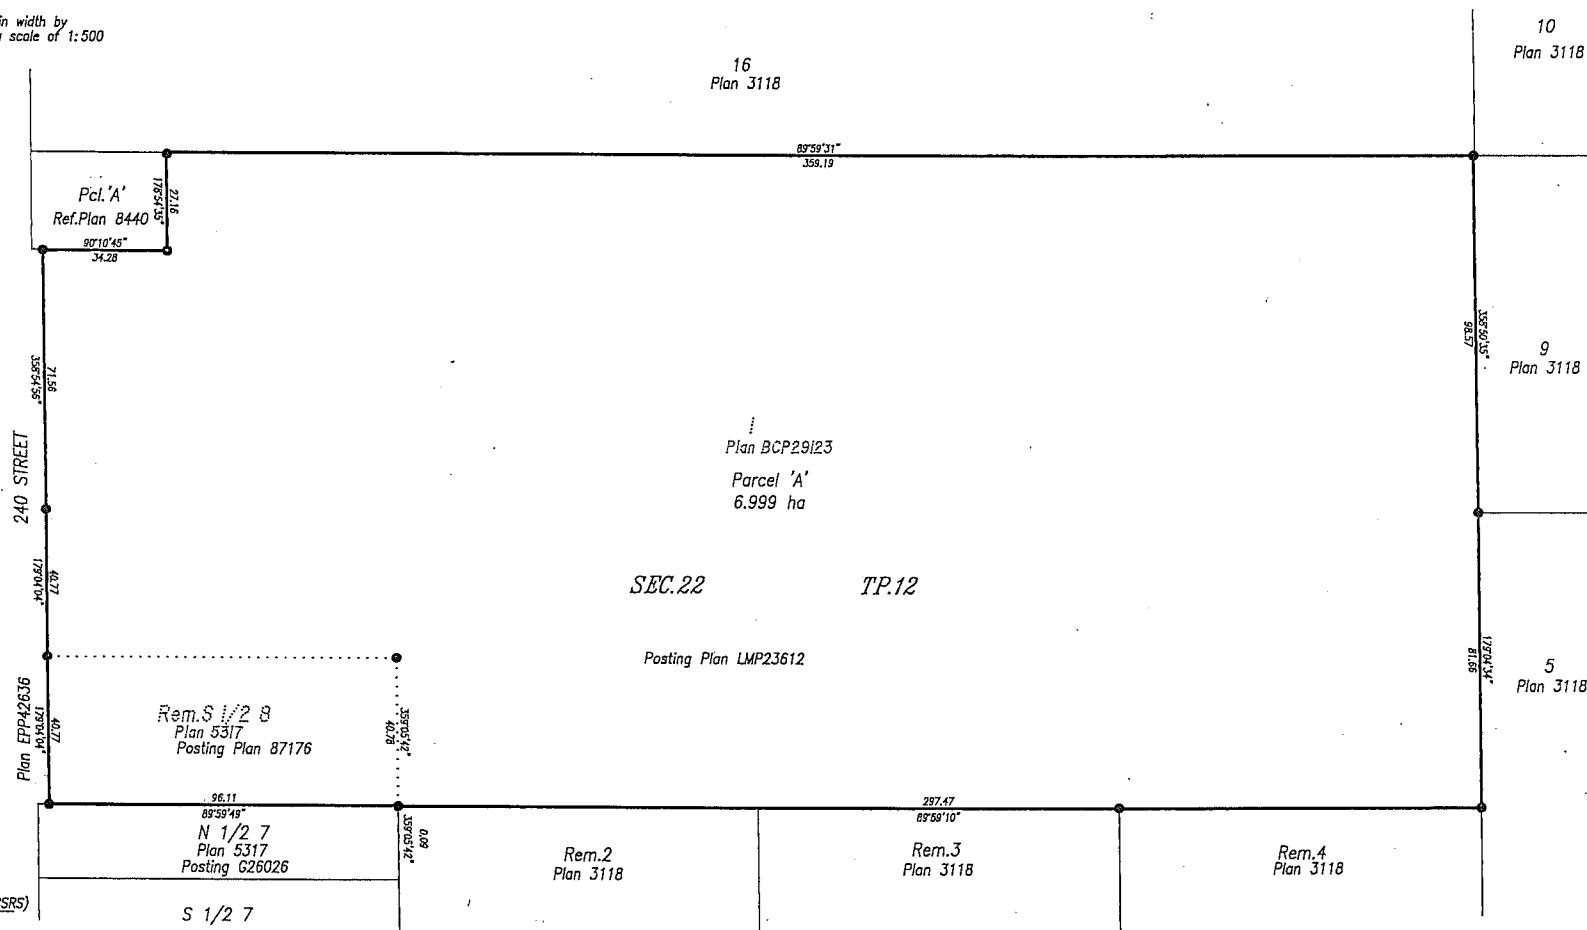 in width by
scale of 1:500
16
Plan 3118
10
Plan 3118
89°59'31"
359.19
Pcl.'A'
Ref.Plan 8440
27.16
178°54'35"
90°10'45"
34.28
71.56
358°54'56"
358°50'35"
98.57
9
Plan 3118
1
Plan BCP29123
Parcel 'A'
6.999 ha
240 STREET
40.77
179°04'04"
SEC.22 TP.12
Posting Plan LMP23612
179°04'34"
81.66
5
Plan 3118
Plan EPP42636
40.77
179°04'04"
Rem.S 1/2 8
Plan 5317
Posting Plan 87176
359°05'42"
40.78
96.11
89°59'49"
297.47
89°59'10"
N 1/2 7
Plan 5317
Posting G26026
0.09
359°05'42"
Rem.2
Plan 3118
Rem.3
Plan 3118
Rem.4
Plan 3118
SRS)
S 1/2 7